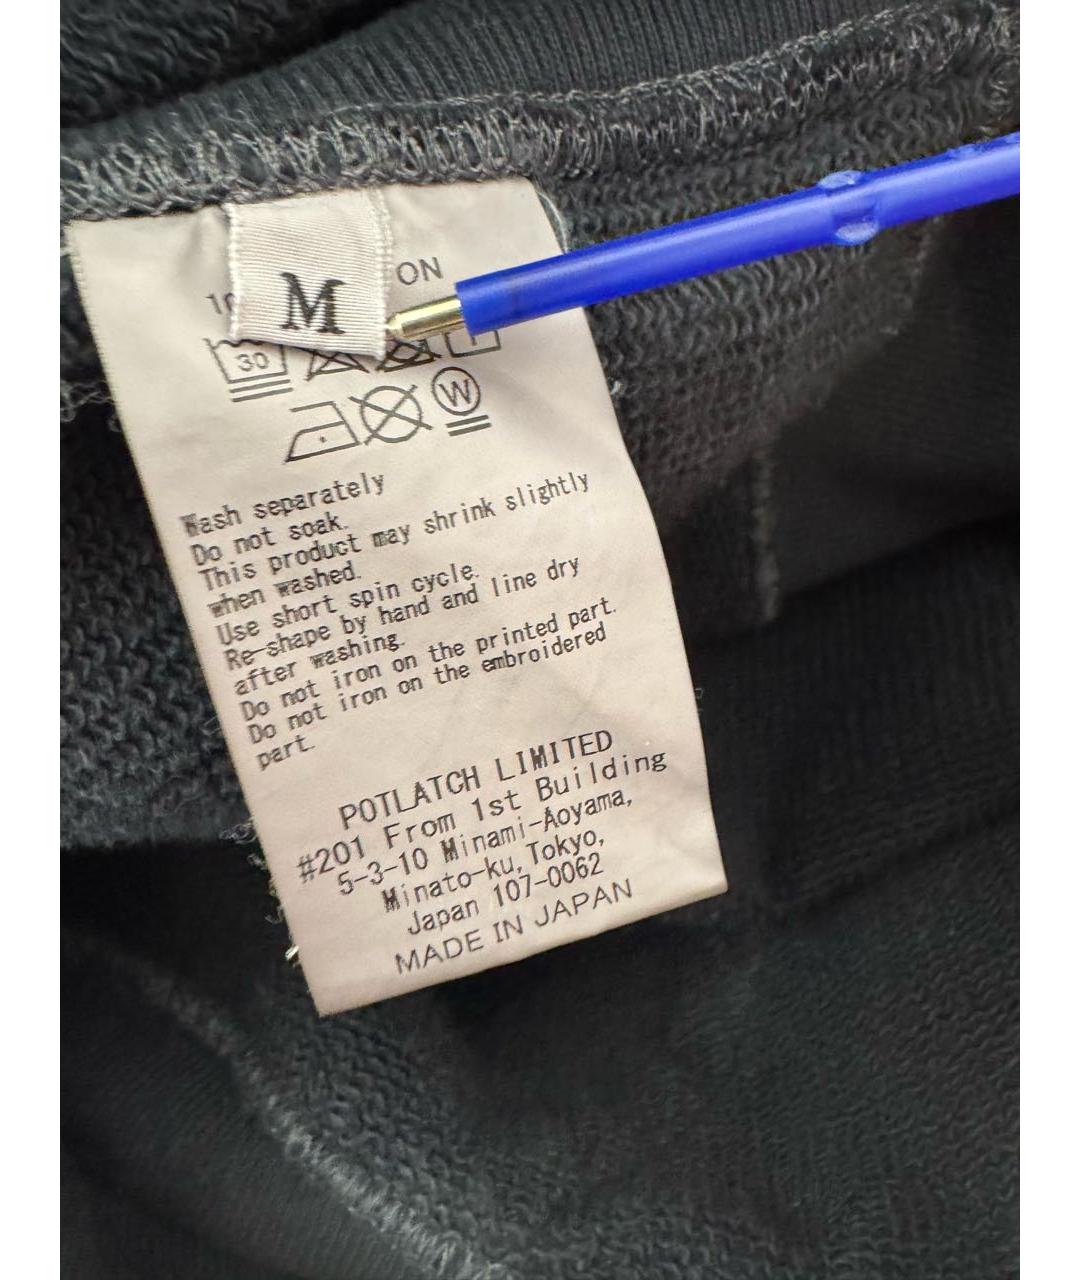 M
ON
30
W
Wash separately
Do not soak.
This product may shrink slightly
when washed.
Use short spin cycle.
Re-shape by hand and line dry
after washing.
Do not iron on the printed part.
Do not iron on the embroidered
part.
POTLATCH LIMITED
#201 From 1st Building
5-3-10 Minami-Aoyama,
Minato-ku, Tokyo,
Japan 107-0062
MADE IN JAPAN